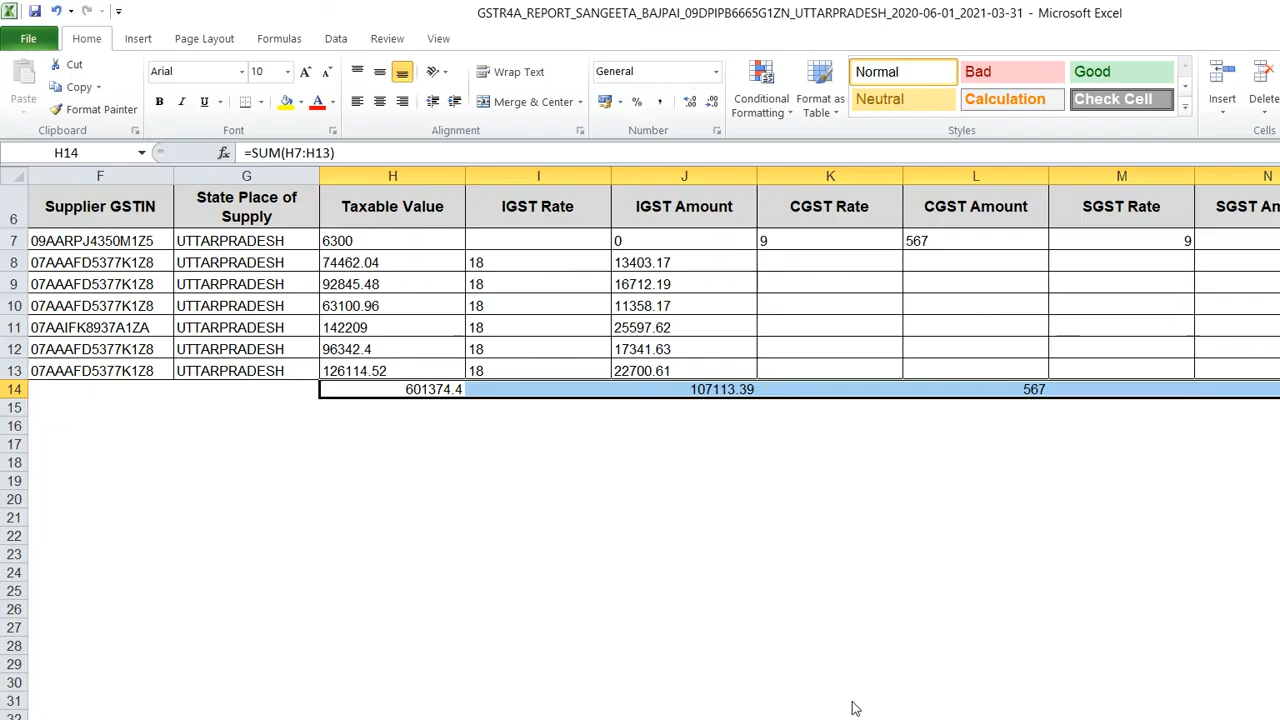 GSTR4A_REPORT_SANGEETA_BAJPAI_09DPIPB6665G1ZN_UTTARPRADESH_2020-06-01_2021-03-31 - Microsoft Excel
File Home Insert Page Layout Formulas Data Review View
Paste Cut Copy Format Painter Clipboard
Arial 10 A A B I U A Font
Wrap Text Merge & Center Alignment
General % , Number
Conditional Formatting Format as Table
Normal Bad Good
Neutral Calculation Check Cell
Styles
Insert Delete Cells
H14 fx =SUM(H7:H13)
F G H I J K L M N
6 Supplier GSTIN State Place of Supply Taxable Value IGST Rate IGST Amount CGST Rate CGST Amount SGST Rate SGST Am
7 09AARPJ4350M1Z5 UTTARPRADESH 6300 0 9 567 9
8 07AAAFD5377K1Z8 UTTARPRADESH 74462.04 18 13403.17
9 07AAAFD5377K1Z8 UTTARPRADESH 92845.48 18 16712.19
10 07AAAFD5377K1Z8 UTTARPRADESH 63100.96 18 11358.17
11 07AAIFK8937A1ZA UTTARPRADESH 142209 18 25597.62
12 07AAAFD5377K1Z8 UTTARPRADESH 96342.4 18 17341.63
13 07AAAFD5377K1Z8 UTTARPRADESH 126114.52 18 22700.61
14 601374.4 107113.39 567
15
16
17
18
19
20
21
22
23
24
25
26
27
28
29
30
31
32